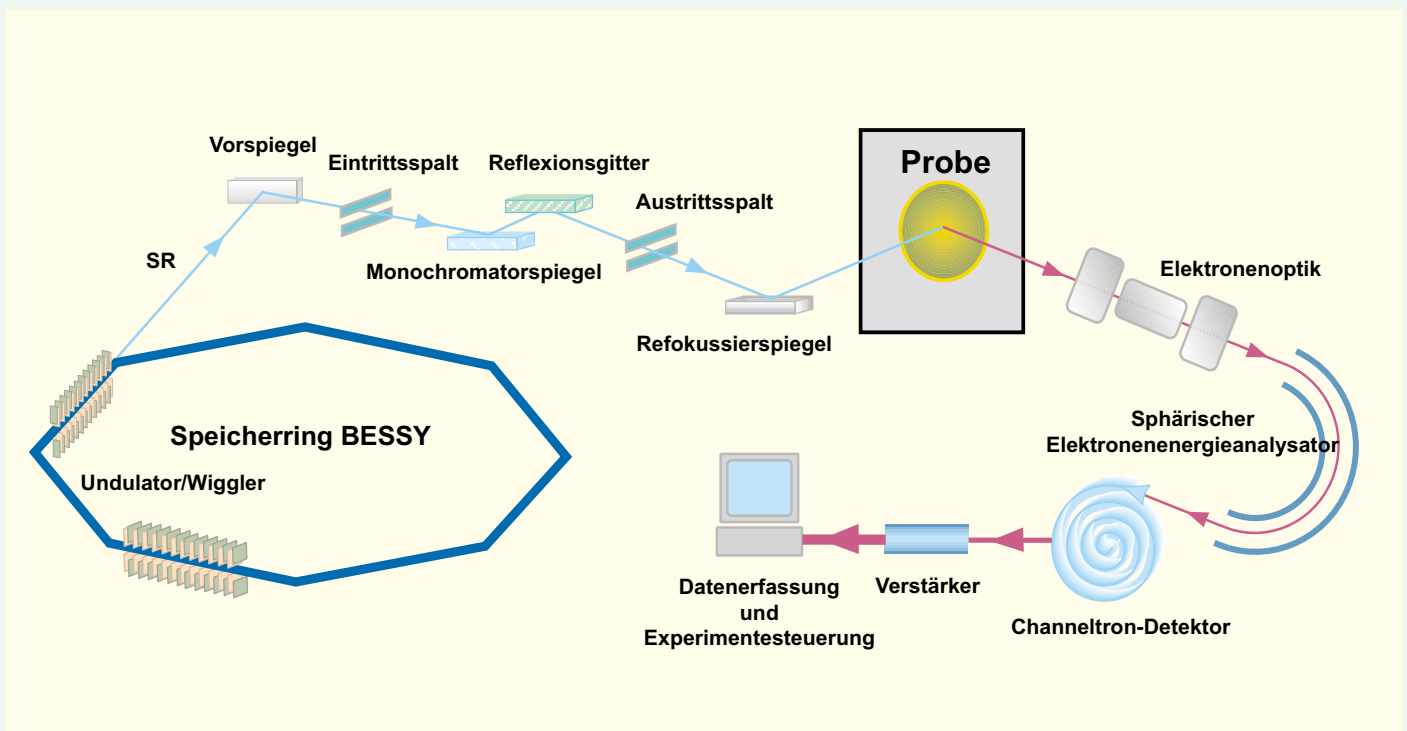 Vorspiegel
Eintrittsspalt
Reflexionsgitter
Probe
Austrittsspalt
SR
Monochromatorspiegel
Elektronenoptik
Refokussierspiegel
Speicherring BESSY
Sphärischer
Elektronenenergieanalysator
Undulator/Wiggler
Datenerfassung
und
Experimentesteuerung
Verstärker
Channeltron-Detektor